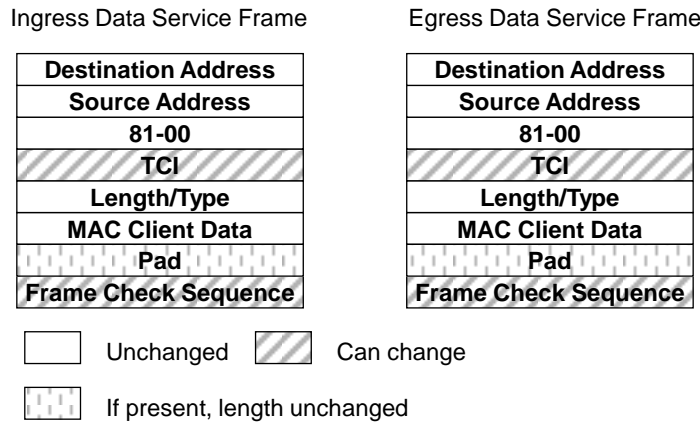 Ingress Data Service Frame
Destination Address
Source Address
81-00
TCI
Length/Type
MAC Client Data
Pad
Frame Check Sequence
Egress Data Service Frame
Destination Address
Source Address
81-00
TCI
Length/Type
MAC Client Data
Pad
Frame Check Sequence
Unchanged
Can change
If present, length unchanged